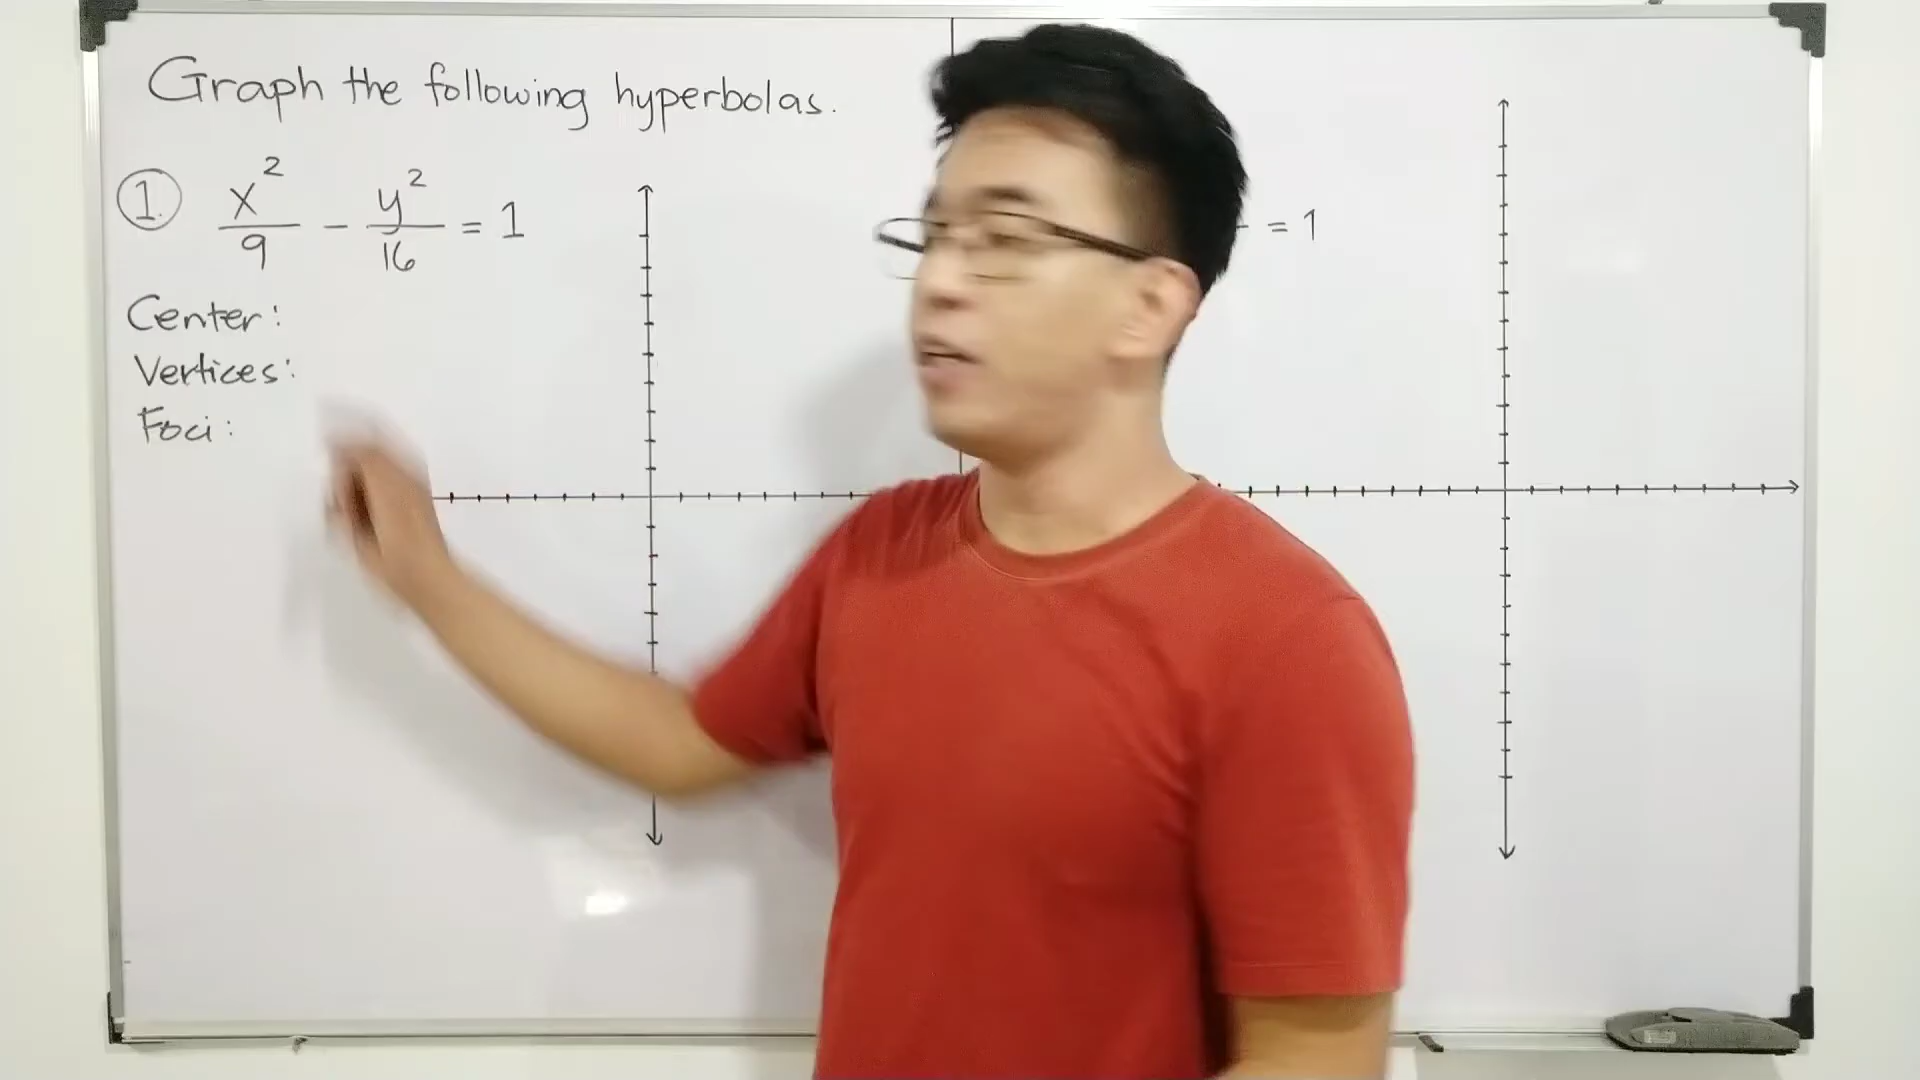 Graph the following hyperbolas.
① x²/9 - y²/16 = 1
= 1
Center:
Vertices:
Foci: